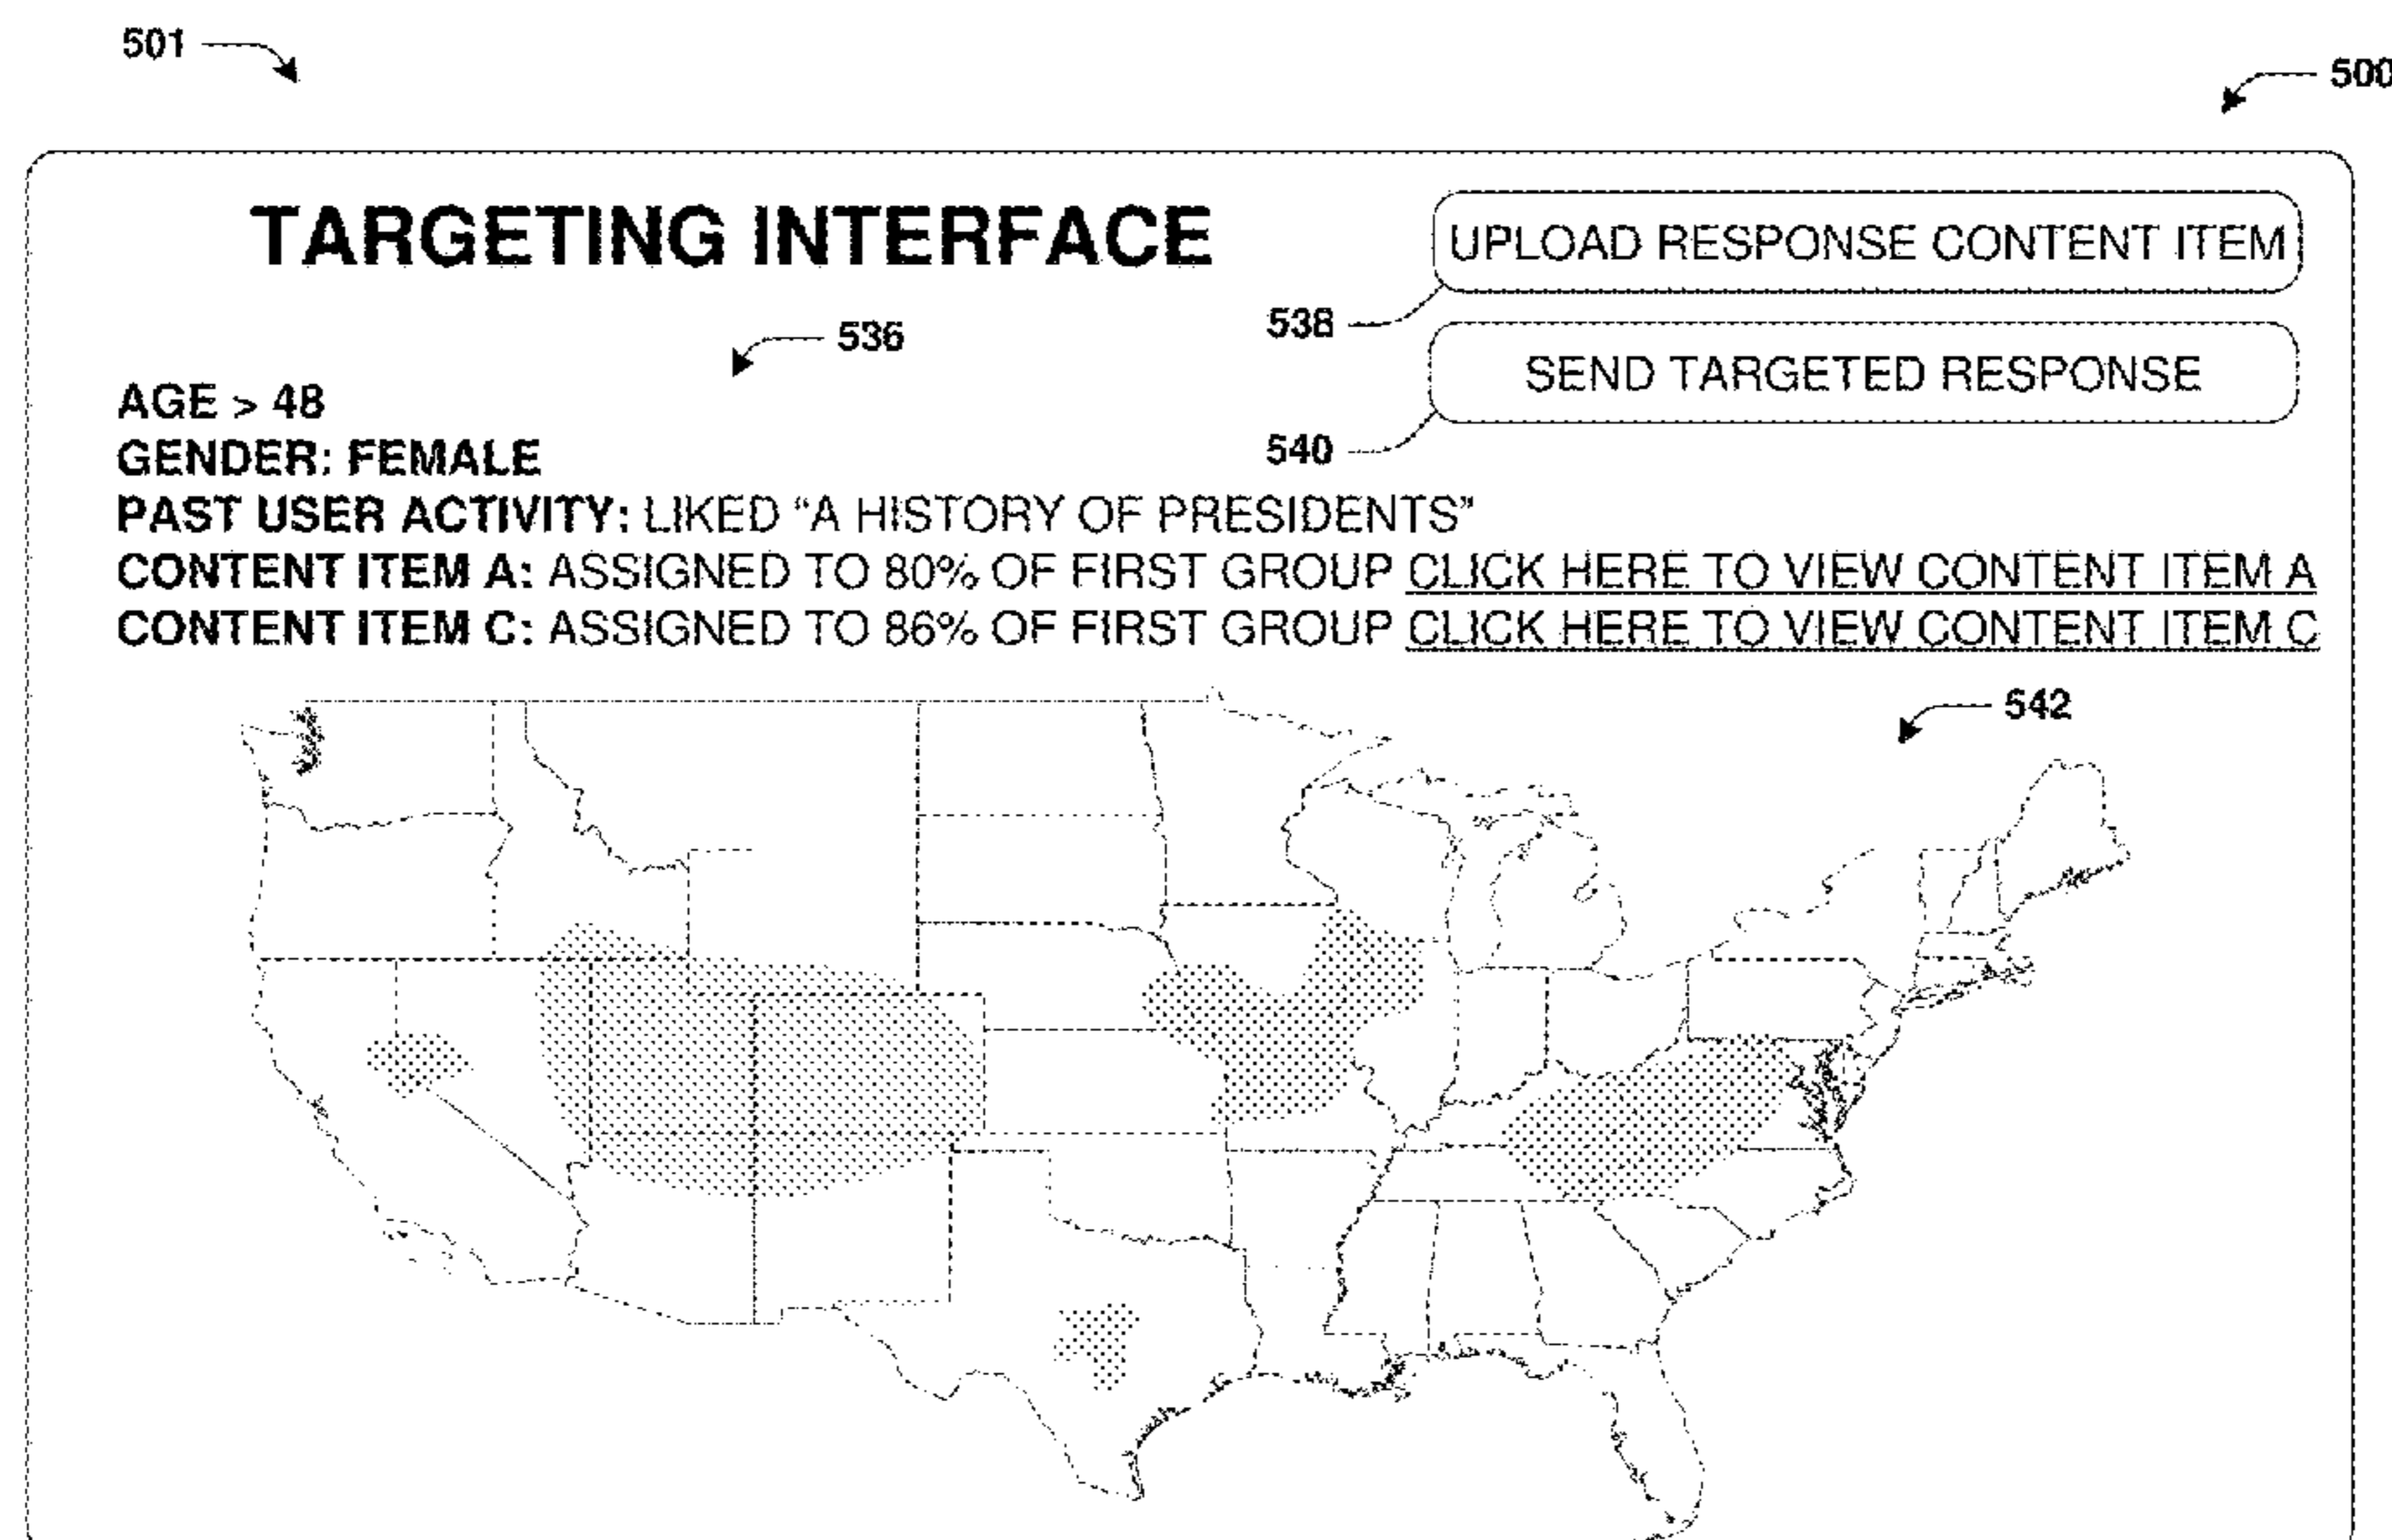 501
500
TARGETING INTERFACE
UPLOAD RESPONSE CONTENT ITEM
538
536
SEND TARGETED RESPONSE
540
AGE > 48
GENDER: FEMALE
PAST USER ACTIVITY: LIKED “A HISTORY OF PRESIDENTS”
CONTENT ITEM A: ASSIGNED TO 80% OF FIRST GROUP CLICK HERE TO VIEW CONTENT ITEM A
CONTENT ITEM C: ASSIGNED TO 86% OF FIRST GROUP CLICK HERE TO VIEW CONTENT ITEM C
542